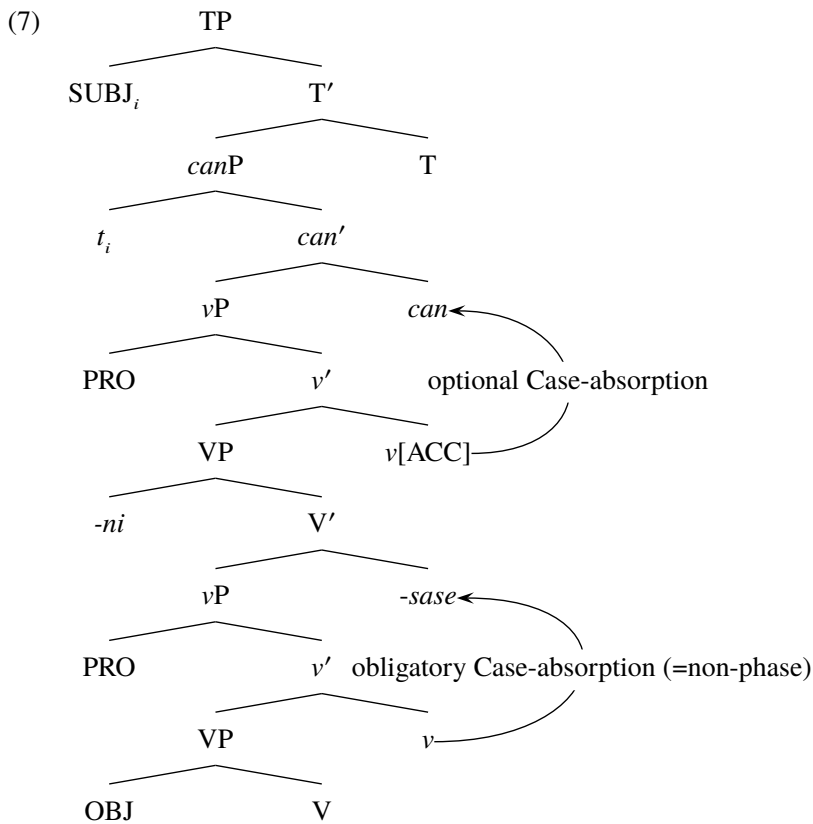 (7) TP
SUBJᵢ T′
canP T
tᵢ can′
vP can
PRO v′ optional Case-absorption
VP v[ACC]
-ni V′
vP -sase
PRO v′ obligatory Case-absorption (=non-phase)
VP v
OBJ V